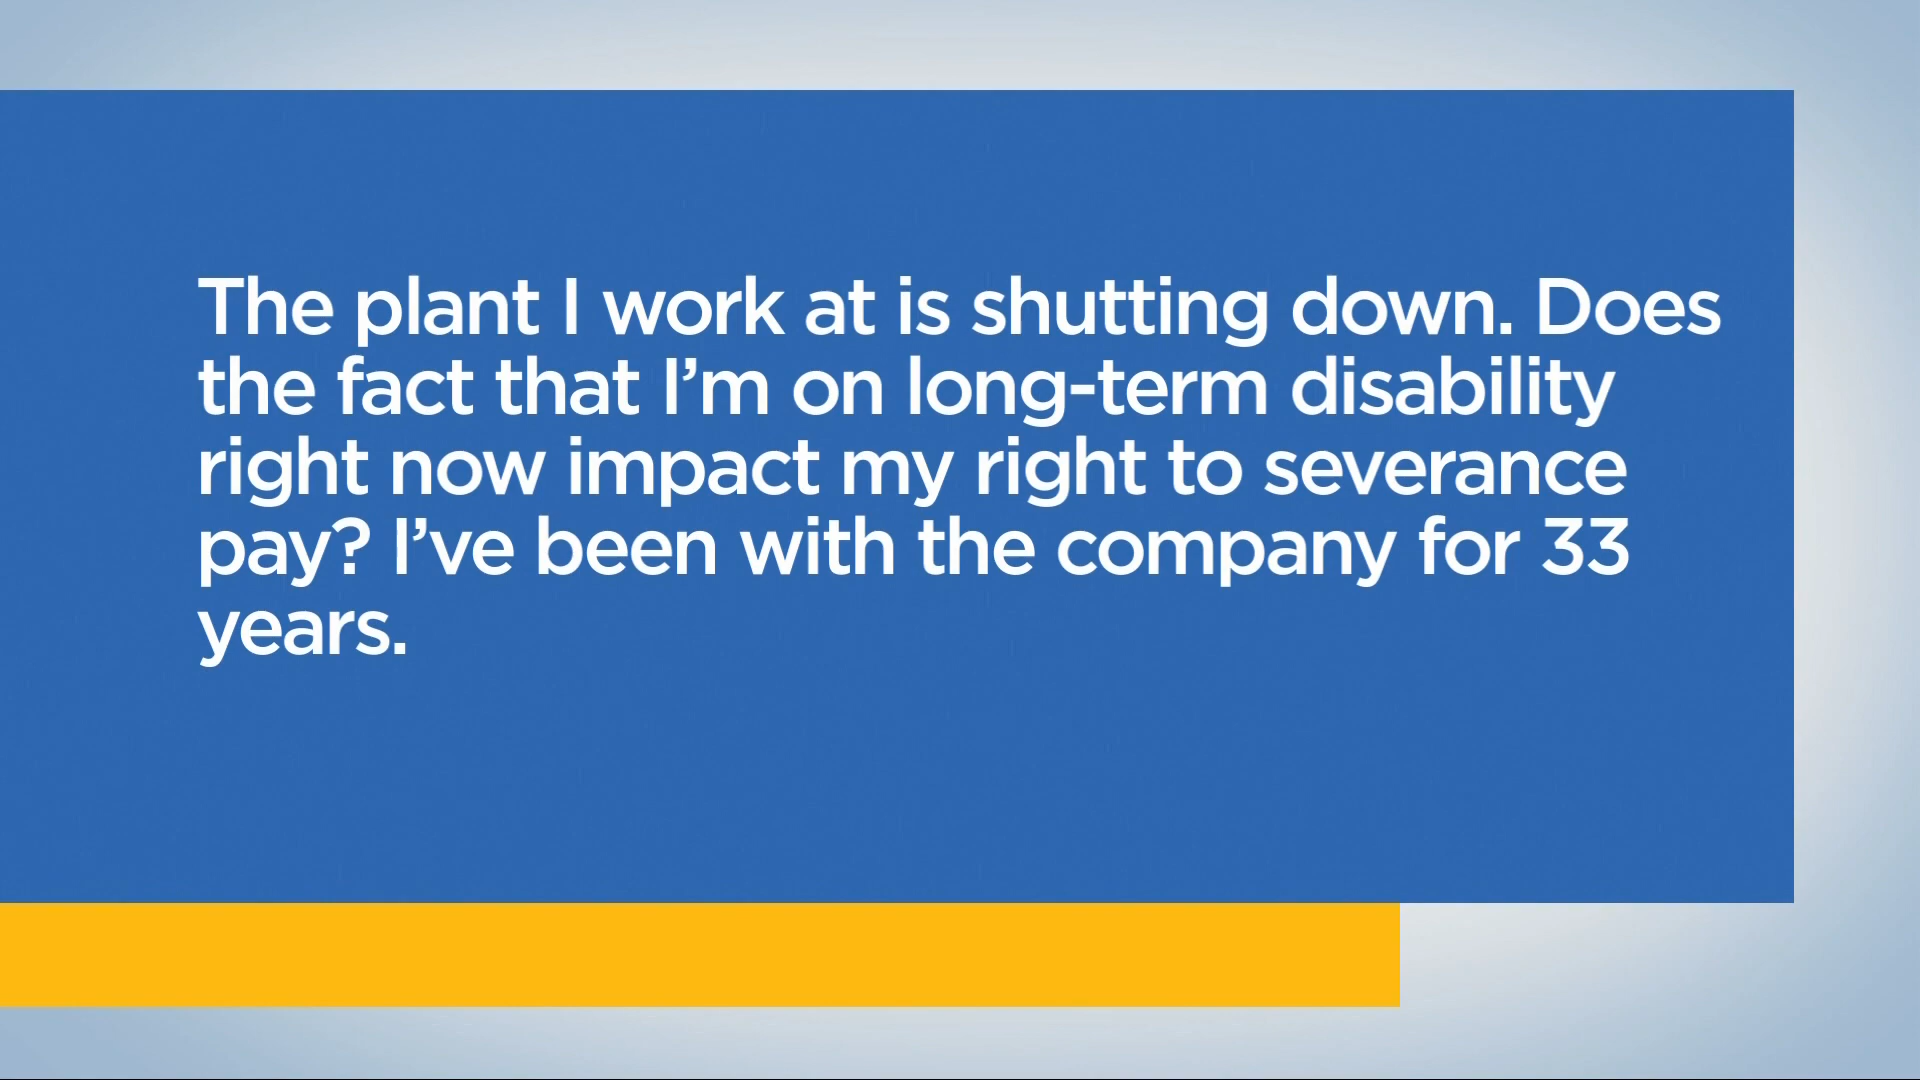 The plant I work at is shutting down. Does
the fact that I’m on long-term disability
right now impact my right to severance
pay? I’ve been with the company for 33
years.